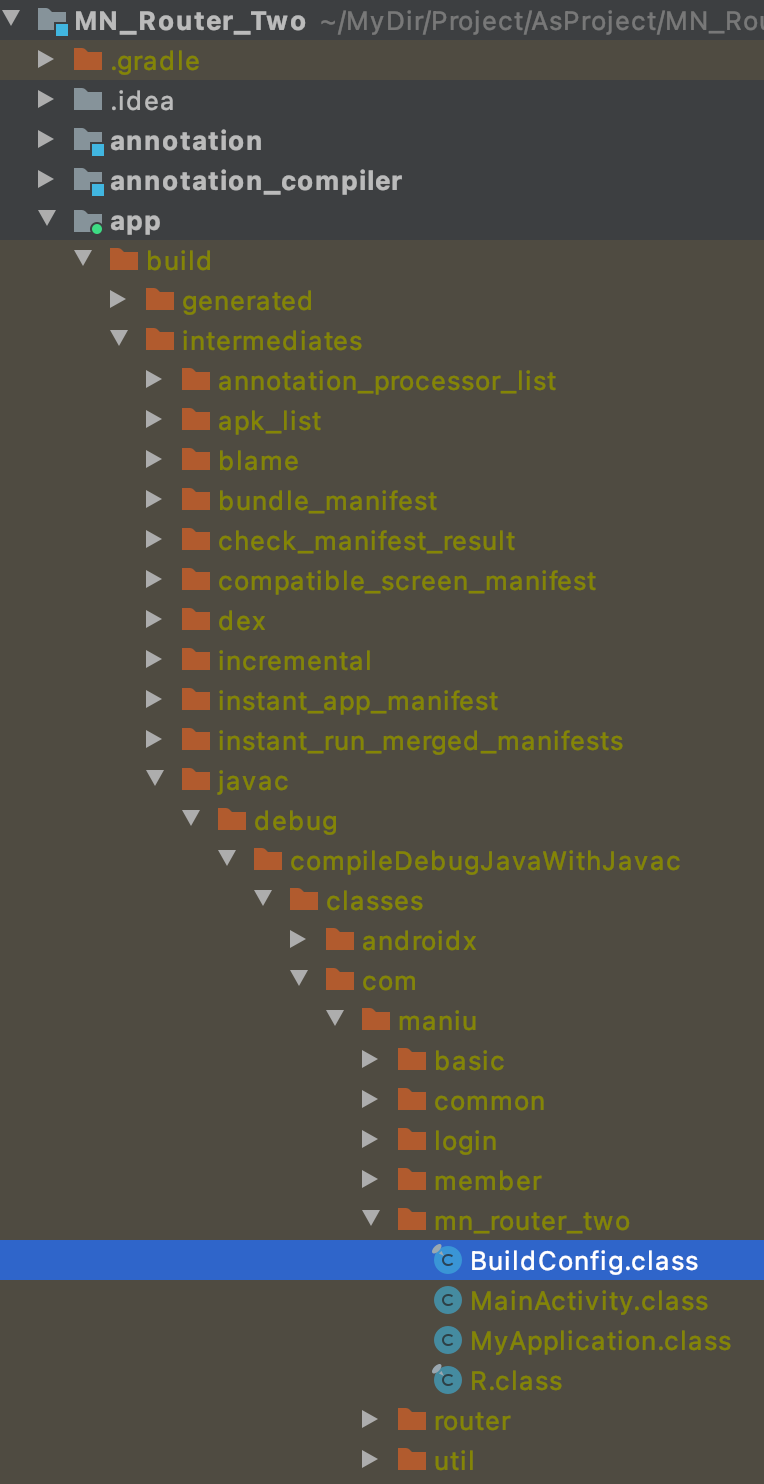 MN_Router_Two ~/MyDir/Project/AsProject/MN_Rou
.gradle
.idea
annotation
annotation_compiler
app
build
generated
intermediates
annotation_processor_list
apk_list
blame
bundle_manifest
check_manifest_result
compatible_screen_manifest
dex
incremental
instant_app_manifest
instant_run_merged_manifests
javac
debug
compileDebugJavaWithJavac
classes
androidx
com
maniu
basic
common
login
member
mn_router_two
C BuildConfig.class
C MainActivity.class
C MyApplication.class
C R.class
router
util